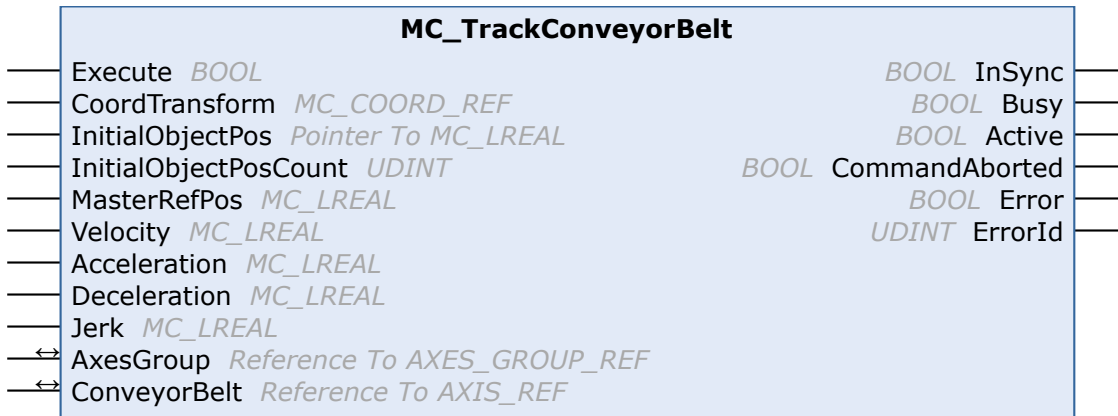 MC_TrackConveyorBelt
Execute BOOL BOOL InSync
CoordTransform MC_COORD_REF BOOL Busy
InitialObjectPos Pointer To MC_LREAL BOOL Active
InitialObjectPosCount UDINT BOOL CommandAborted
MasterRefPos MC_LREAL BOOL Error
Velocity MC_LREAL UDINT ErrorId
Acceleration MC_LREAL
Deceleration MC_LREAL
Jerk MC_LREAL
↔ AxesGroup Reference To AXES_GROUP_REF
↔ ConveyorBelt Reference To AXIS_REF